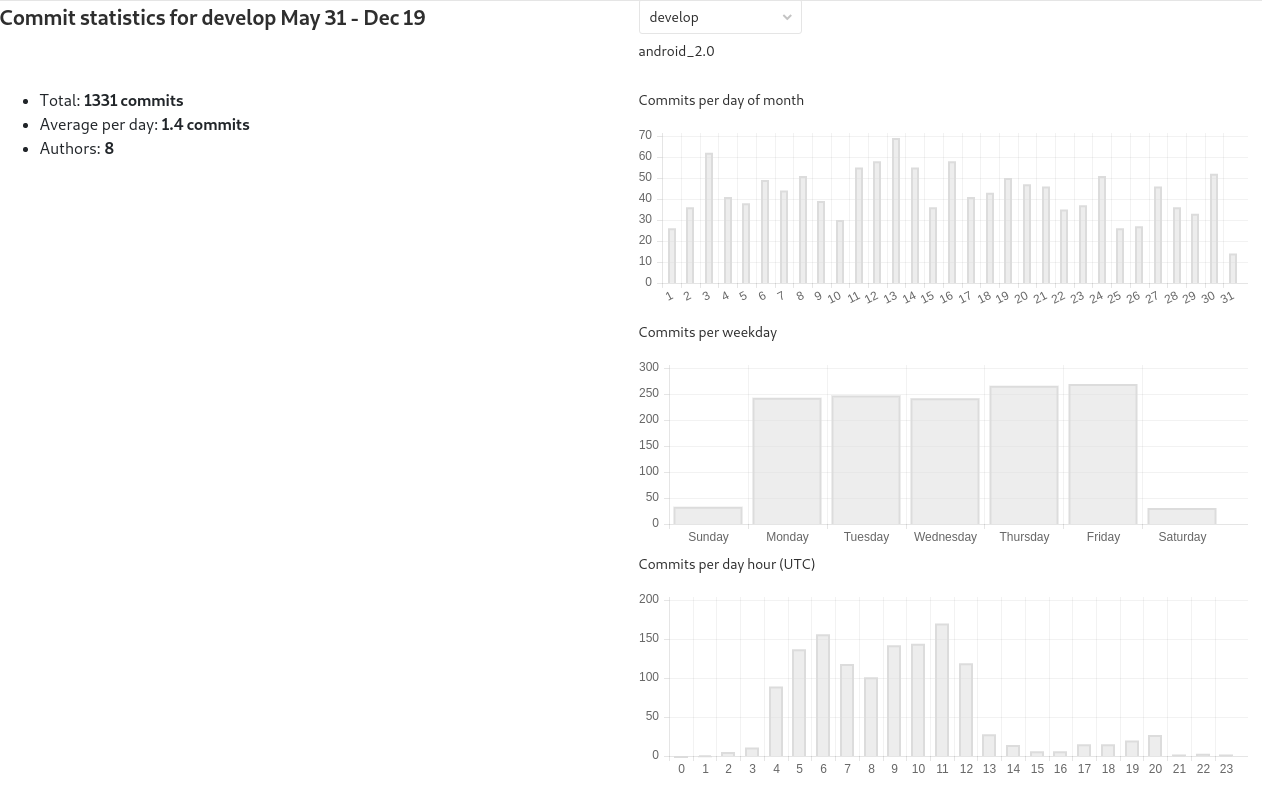 Commit statistics for develop May 31 - Dec 19
Total: 1331 commits
Average per day: 1.4 commits
Authors: 8
develop
android_2.0
Commits per day of month
70
60
50
40
30
20
10
0
1 2 3 4 5 6 7 8 9 10 11 12 13 14 15 16 17 18 19 20 21 22 23 24 25 26 27 28 29 30 31
Commits per weekday
300
250
200
150
100
50
0
Sunday Monday Tuesday Wednesday Thursday Friday Saturday
Commits per day hour (UTC)
200
150
100
50
0
0 1 2 3 4 5 6 7 8 9 10 11 12 13 14 15 16 17 18 19 20 21 22 23